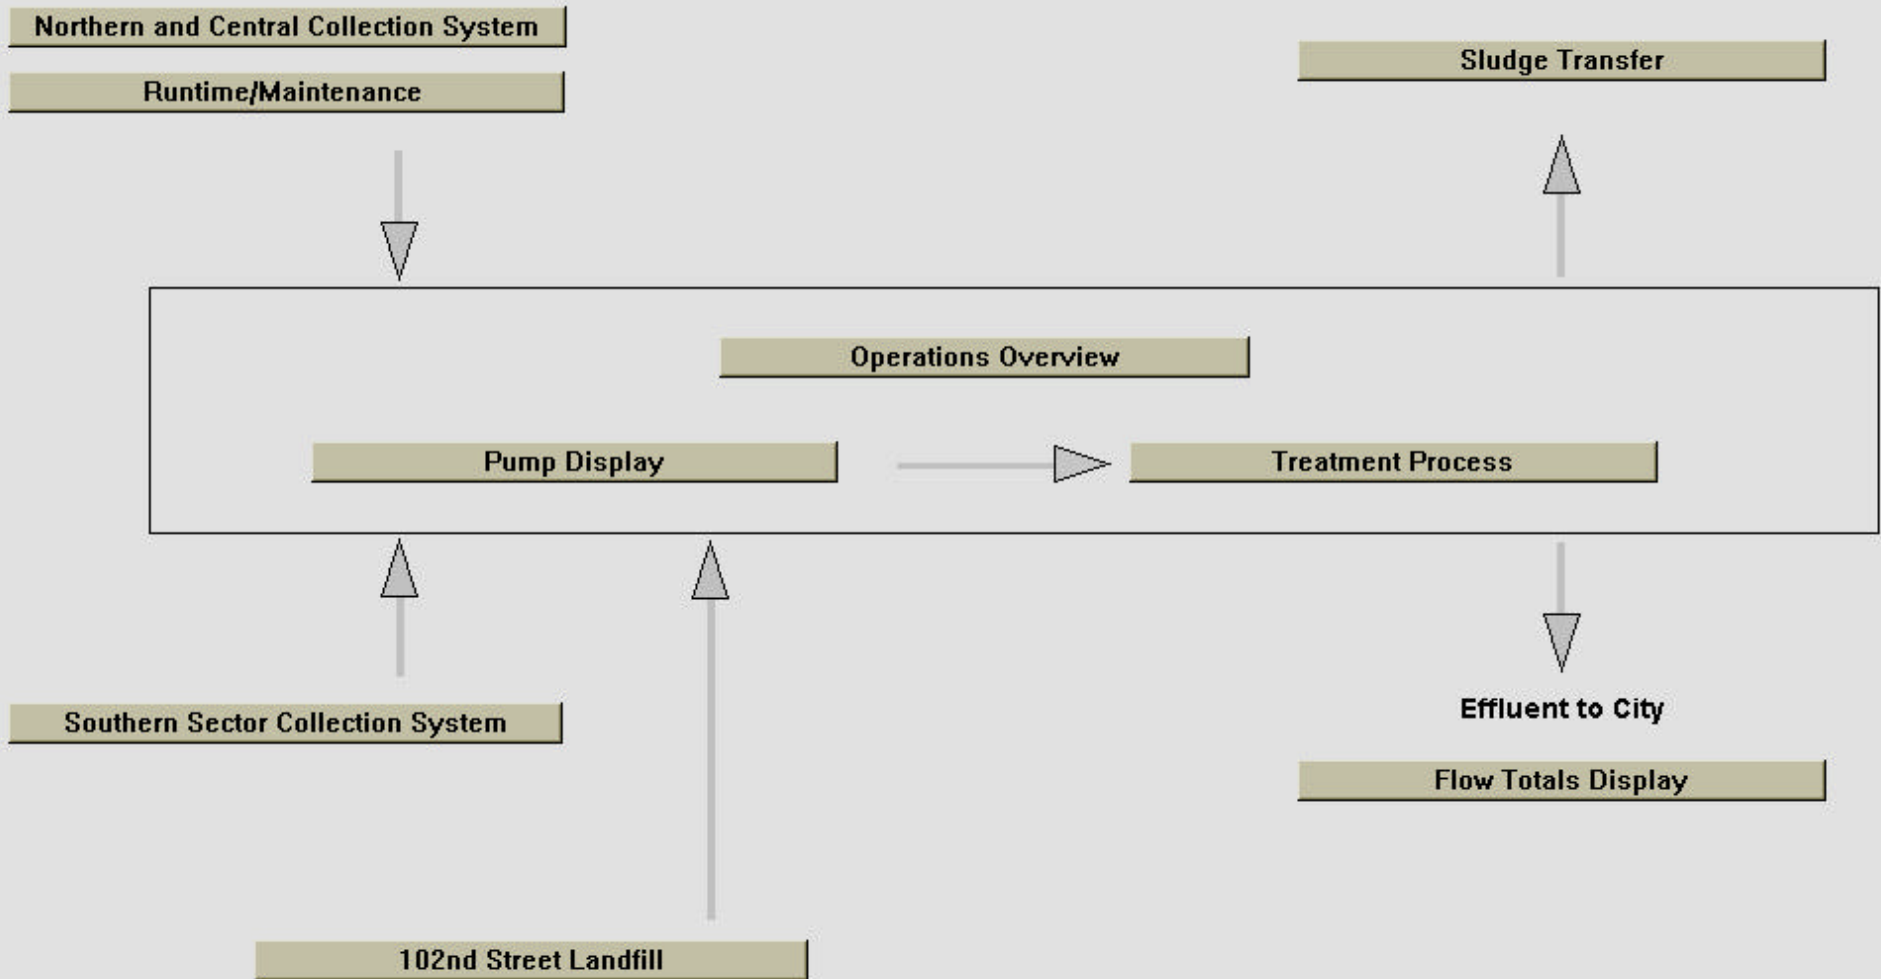 Northern and Central Collection System
Runtime/Maintenance
Sludge Transfer
Operations Overview
Pump Display
Treatment Process
Southern Sector Collection System
Effluent to City
Flow Totals Display
102nd Street Landfill